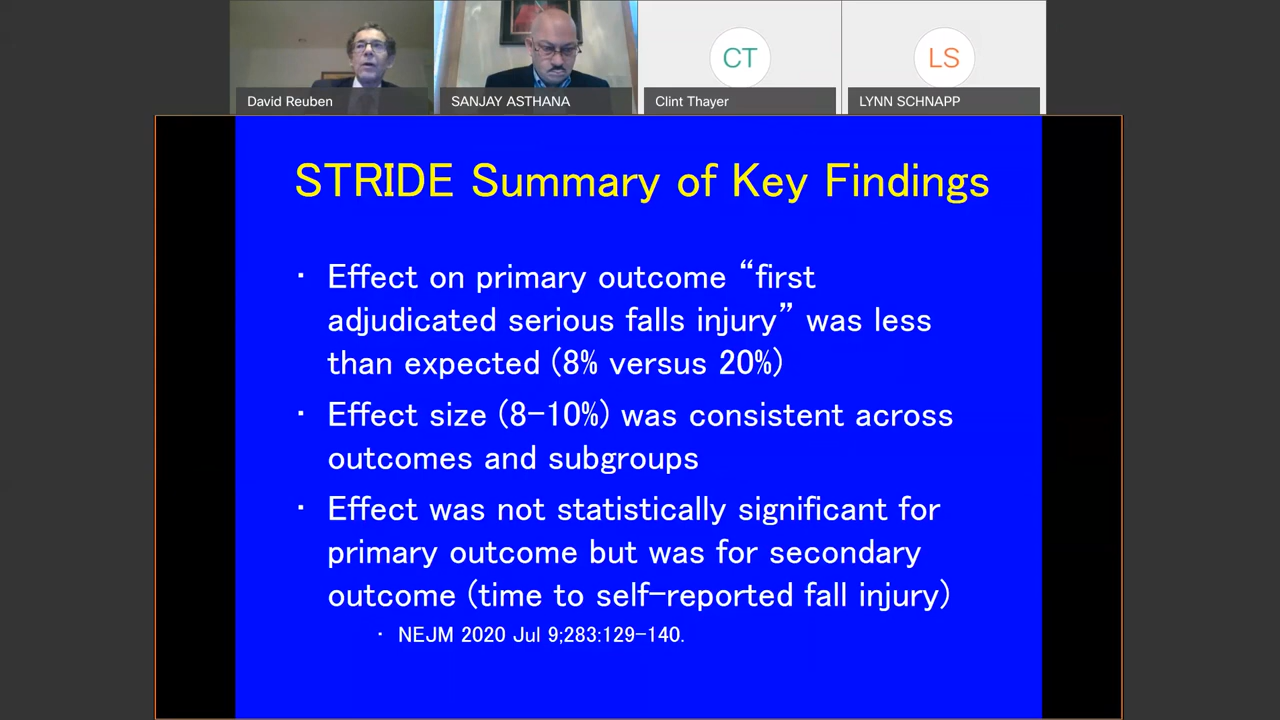 David Reuben
SANJAY ASTHANA
CT
Clint Thayer
LS
LYNN SCHNAPP
STRIDE Summary of Key Findings
· Effect on primary outcome “first
adjudicated serious falls injury” was less
than expected (8% versus 20%)
· Effect size (8-10%) was consistent across
outcomes and subgroups
· Effect was not statistically significant for
primary outcome but was for secondary
outcome (time to self-reported fall injury)
· NEJM 2020 Jul 9;283:129-140.